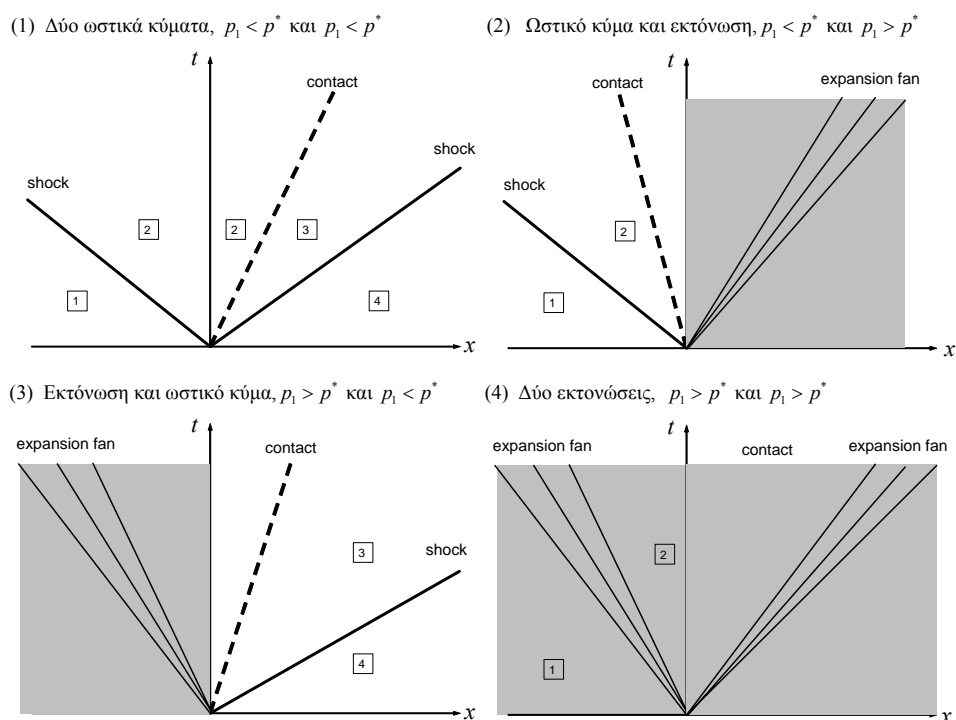 (1) Δύο ωστικά κύματα, p₁ < p* και p₁ < p*
t
contact
shock
shock
2
2
3
1
4
x
(2) Ωστικό κύμα και εκτόνωση, p₁ < p* και p₁ > p*
t
contact
expansion fan
shock
2
1
x
(3) Εκτόνωση και ωστικό κύμα, p₁ > p* και p₁ < p*
t
expansion fan
contact
3
shock
4
x
(4) Δύο εκτονώσεις, p₁ > p* και p₁ > p*
t
expansion fan
contact
expansion fan
2
1
x